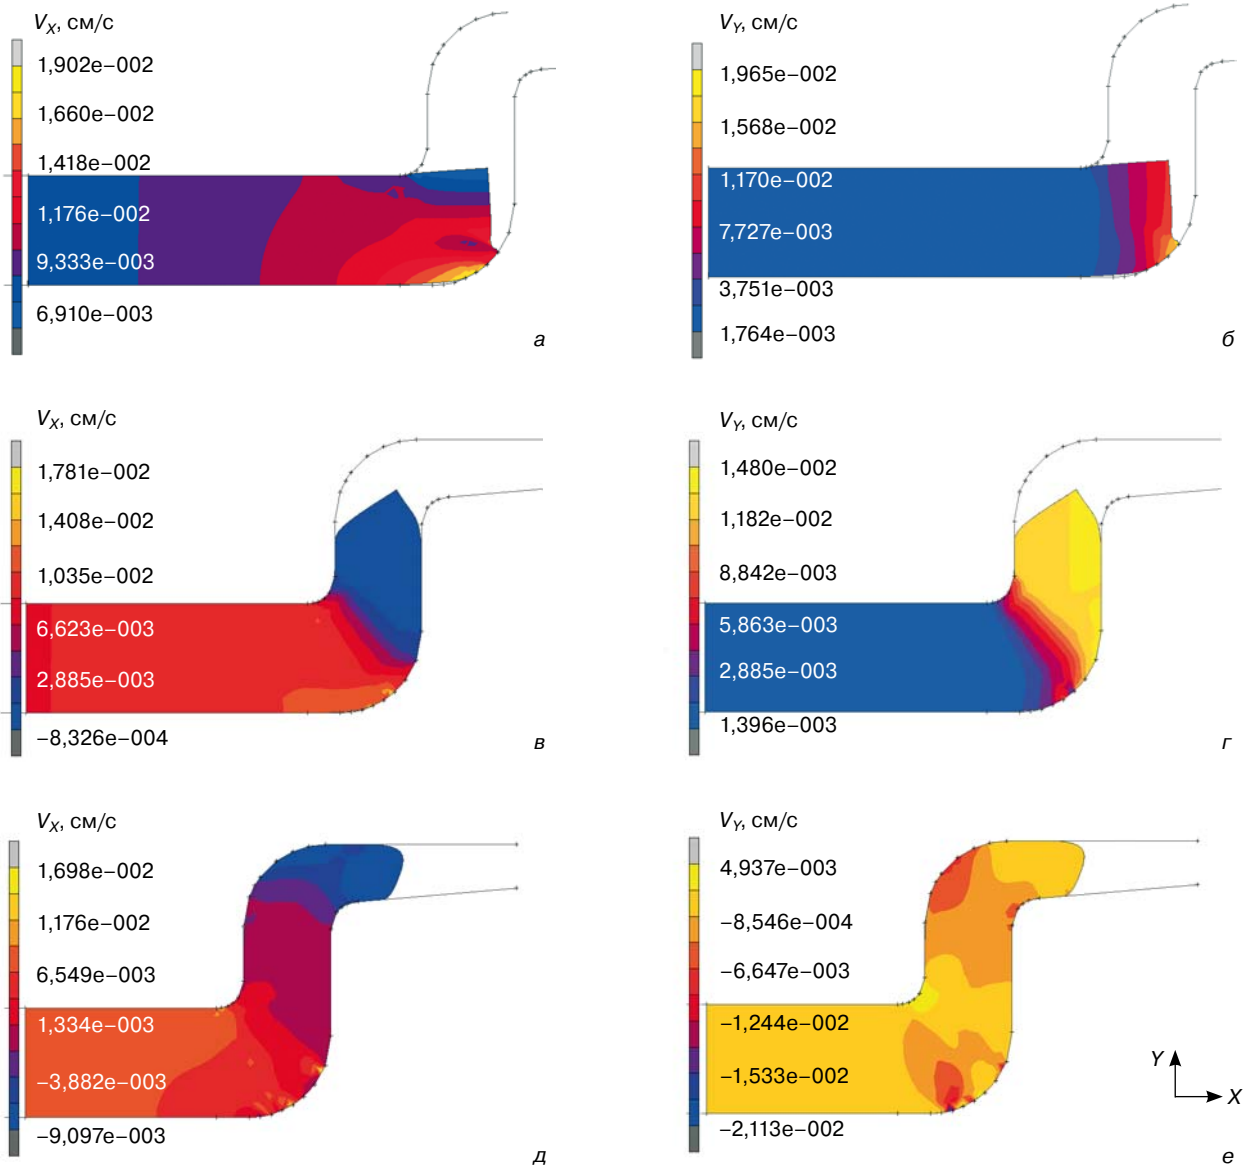 V_X, см/с
1,902e−002
1,660e−002
1,418e−002
1,176e−002
9,333e−003
6,910e−003
а
V_Y, см/с
1,965e−002
1,568e−002
1,170e−002
7,727e−003
3,751e−003
1,764e−003
б
V_X, см/с
1,781e−002
1,408e−002
1,035e−002
6,623e−003
2,885e−003
−8,326e−004
в
V_Y, см/с
1,480e−002
1,182e−002
8,842e−003
5,863e−003
2,885e−003
1,396e−003
г
V_X, см/с
1,698e−002
1,176e−002
6,549e−003
1,334e−003
−3,882e−003
−9,097e−003
д
V_Y, см/с
4,937e−003
−8,546e−004
−6,647e−003
−1,244e−002
−1,533e−002
−2,113e−002
Y
X
е